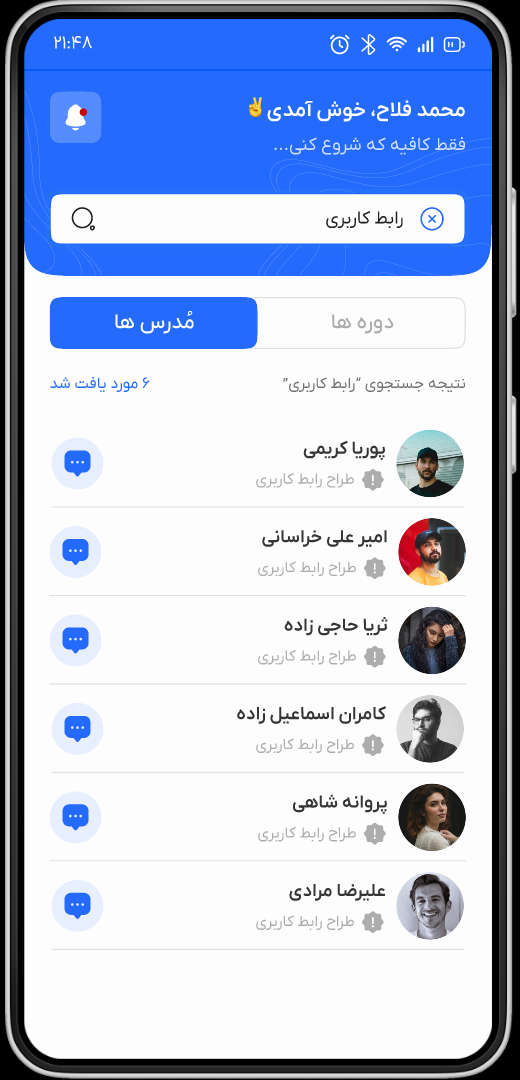 ۲۱:۴۸
محمد فلاح، خوش آمدی✌️
فقط کافیه که شروع کنی...
رابط کاربری
دوره ها
مُدرس ها
نتیجه جستجوی “رابط کاربری”
۶ مورد یافت شد
پوریا کریمی
طراح رابط کاربری
امیر علی خراسانی
طراح رابط کاربری
ثریا حاجی زاده
طراح رابط کاربری
کامران اسماعیل زاده
طراح رابط کاربری
پروانه شاهی
طراح رابط کاربری
علیرضا مرادی
طراح رابط کاربری